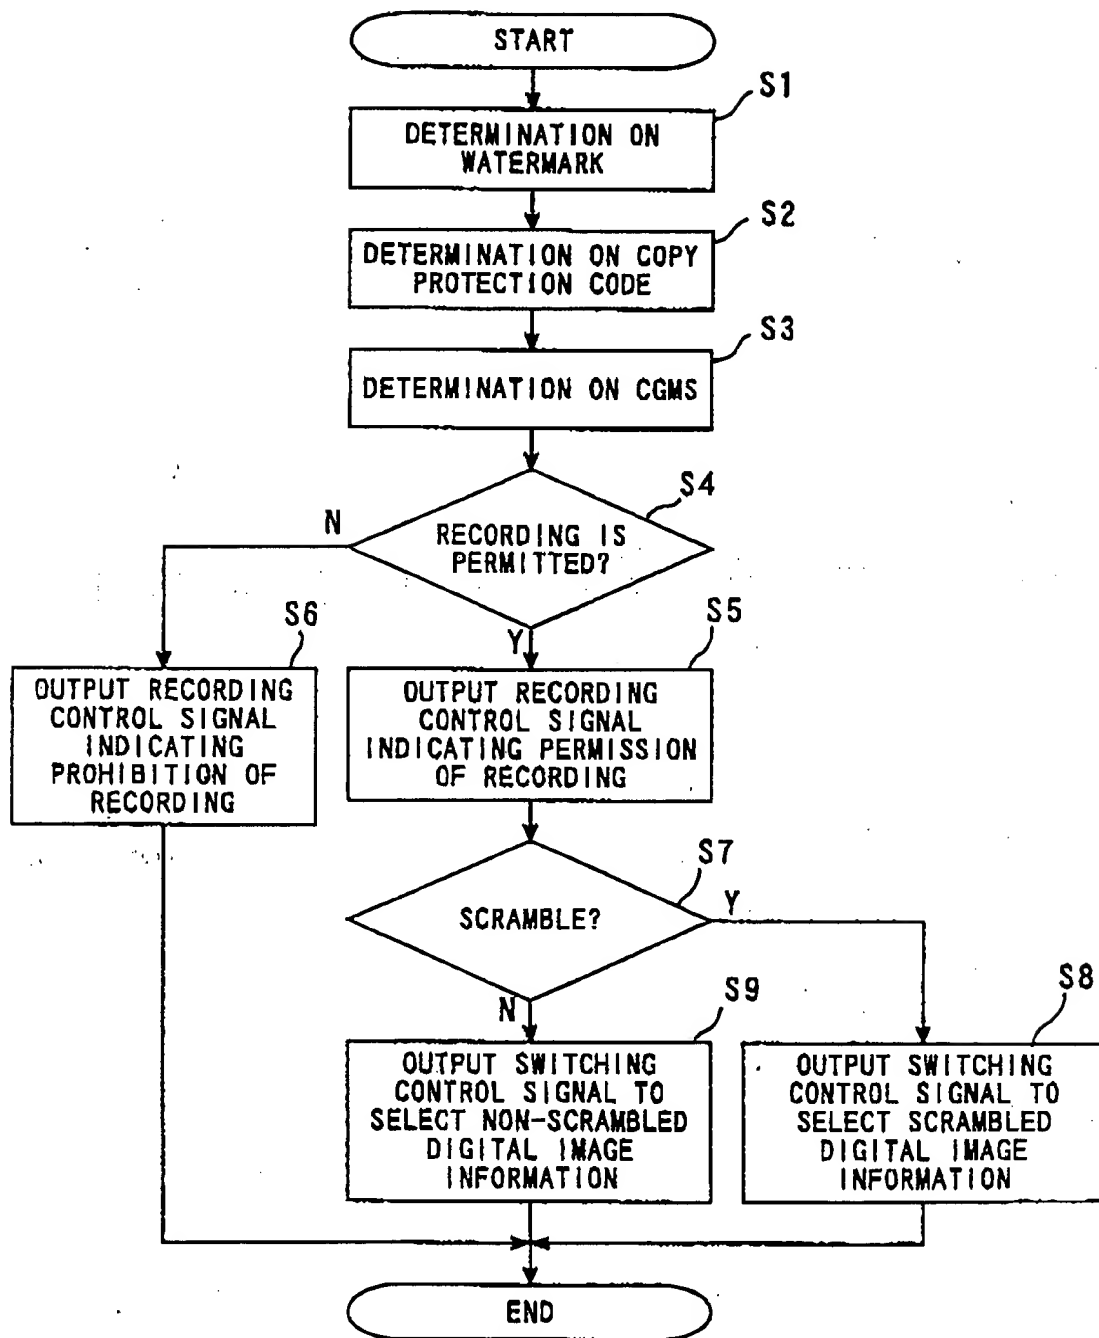 START
S1
DETERMINATION ON
WATERMARK
S2
DETERMINATION ON COPY
PROTECTION CODE
S3
DETERMINATION ON CGMS
S4
N
RECORDING IS
PERMITTED?
Y
S6
OUTPUT RECORDING
CONTROL SIGNAL
INDICATING
PROHIBITION OF
RECORDING
S5
OUTPUT RECORDING
CONTROL SIGNAL
INDICATING PERMISSION
OF RECORDING
S7
SCRAMBLE?
Y
N
S9
OUTPUT SWITCHING
CONTROL SIGNAL TO
SELECT NON-SCRAMBLED
DIGITAL IMAGE
INFORMATION
S8
OUTPUT SWITCHING
CONTROL SIGNAL TO
SELECT SCRAMBLED
DIGITAL IMAGE
INFORMATION
END